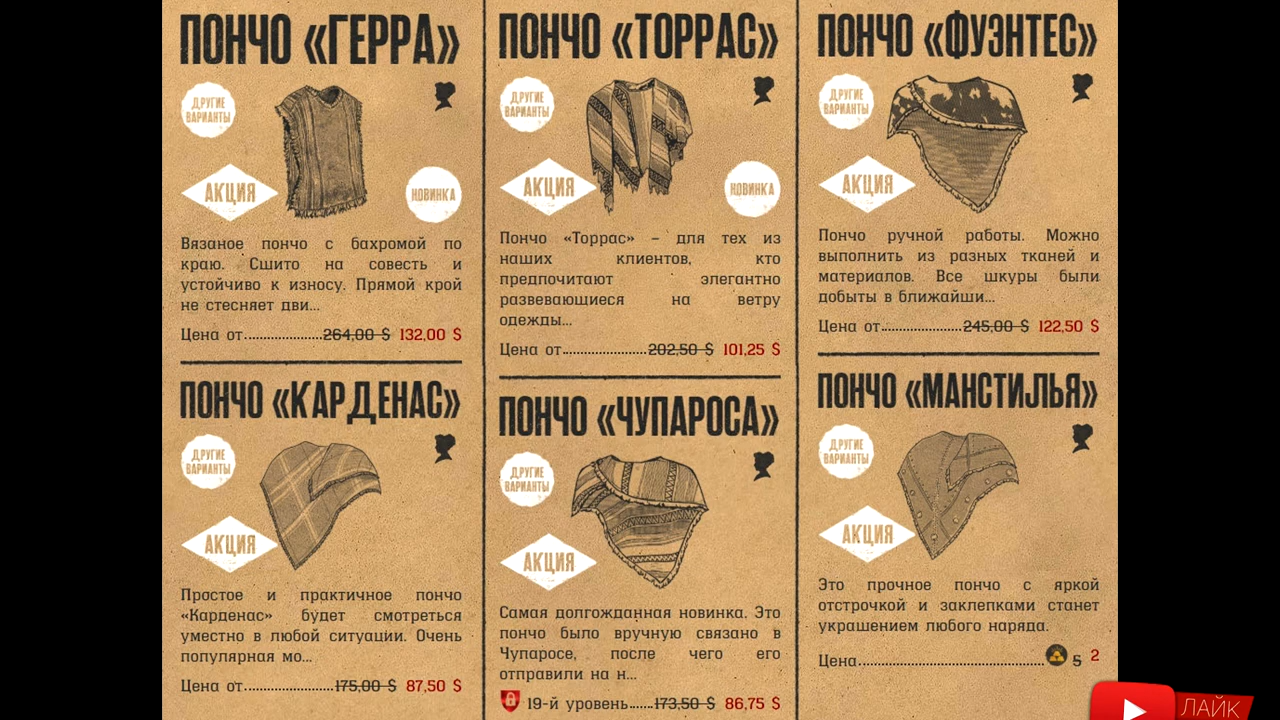 ПОНЧО «ГЕРРА»
ДРУГИЕ
ВАРИАНТЫ
АКЦИЯ
НОВИНКА
Вязаное пончо с бахромой по
краю. Сшито на совесть и
устойчиво к износу. Прямой крой
не стесняет дви...
Цена от......................264,00 $ 132,00 $
ПОНЧО «КАРДЕНАС»
ДРУГИЕ
ВАРИАНТЫ
АКЦИЯ
Простое и практичное пончо
«Карденас» будет смотреться
уместно в любой ситуации. Очень
популярная мо...
Цена от.........................175,00 $ 87,50 $
ПОНЧО «ТОРРАС»
ДРУГИЕ
ВАРИАНТЫ
АКЦИЯ
НОВИНКА
Пончо «Торрас» – для тех из
наших клиентов, кто
предпочитают элегантно
развевающиеся на ветру
одежды...
Цена от........................202,50 $ 101,25 $
ПОНЧО «ЧУПАРОСА»
ДРУГИЕ
ВАРИАНТЫ
АКЦИЯ
Самая долгожданная новинка. Это
пончо было вручную связано в
Чупаросе, после чего его
отправили на н...
19-й уровень......173,50 $ 86,75 $
ПОНЧО «ФУЭНТЕС»
ДРУГИЕ
ВАРИАНТЫ
АКЦИЯ
Пончо ручной работы. Можно
выполнить из разных тканей и
материалов. Все шкуры были
добыты в ближайши...
Цена от......................245,00 $ 122,50 $
ПОНЧО «МАНСТИЛЬЯ»
ДРУГИЕ
ВАРИАНТЫ
АКЦИЯ
Это прочное пончо с яркой
отстрочкой и заклепками станет
украшением любого наряда.
Цена....................................................5 2
ЛАЙК